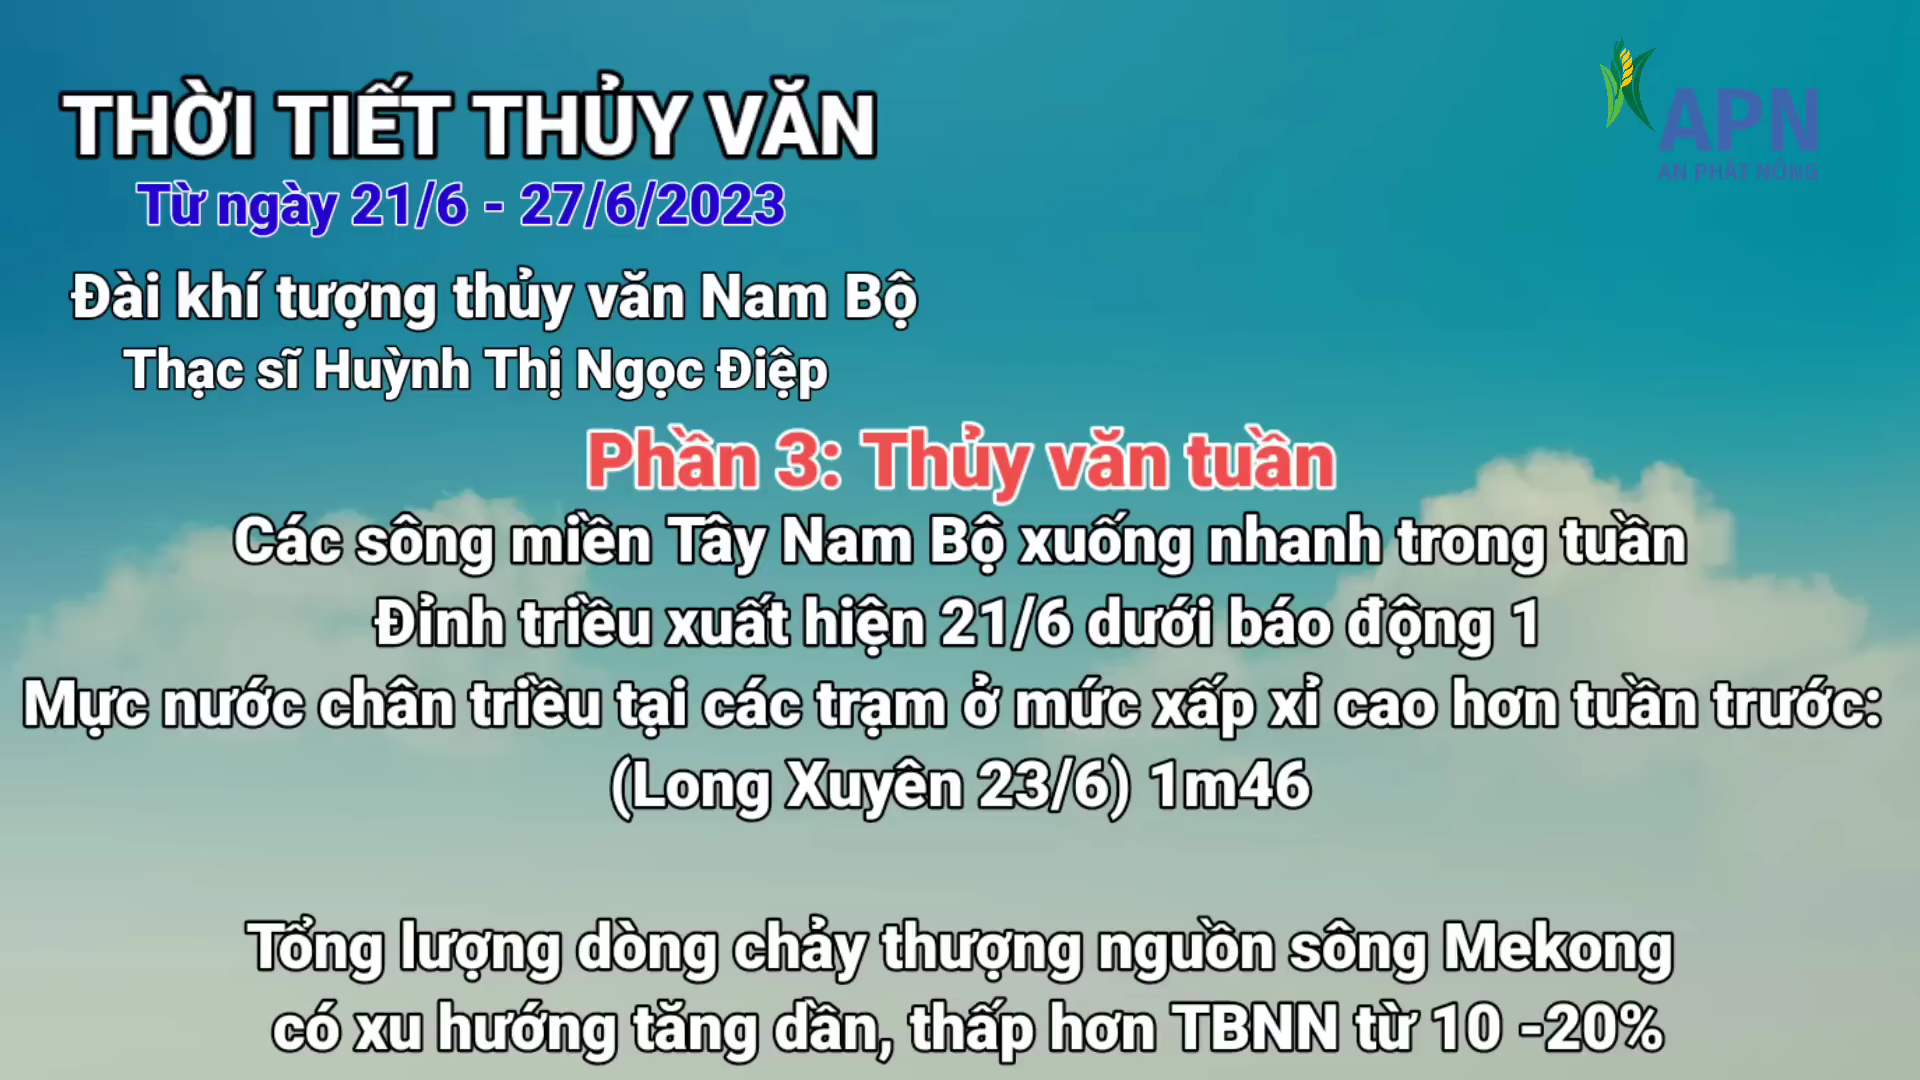 THỜI TIẾT THỦY VĂN
Từ ngày 21/6 - 27/6/2023
APN
AN PHÁT NÔNG
Đài khí tượng thủy văn Nam Bộ
Thạc sĩ Huỳnh Thị Ngọc Điệp
Phần 3: Thủy văn tuần
Các sông miền Tây Nam Bộ xuống nhanh trong tuần
Đỉnh triều xuất hiện 21/6 dưới báo động 1
Mực nước chân triều tại các trạm ở mức xấp xỉ cao hơn tuần trước:
(Long Xuyên 23/6) 1m46
Tổng lượng dòng chảy thượng nguồn sông Mekong
có xu hướng tăng dần, thấp hơn TBNN từ 10 -20%